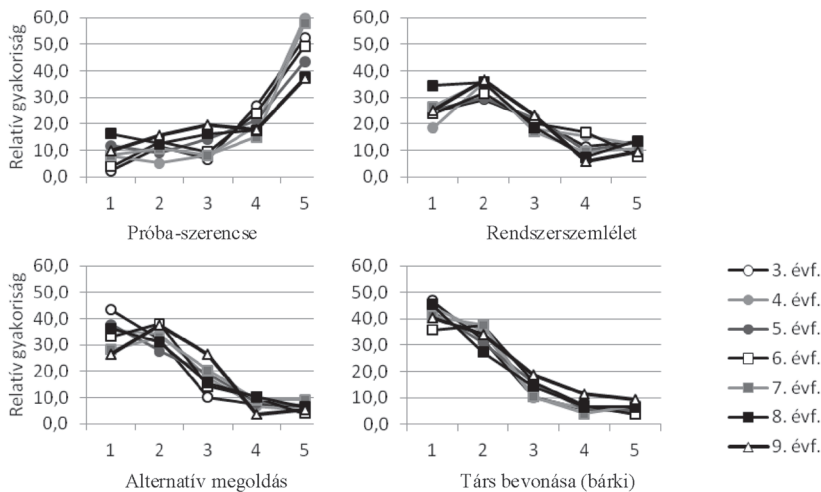 Relatív gyakoriság
60,0
50,0
40,0
30,0
20,0
10,0
0,0
1 2 3 4 5
Próba-szerencse
60,0
50,0
40,0
30,0
20,0
10,0
0,0
1 2 3 4 5
Rendszerszemlélet
Relatív gyakoriság
60,0
50,0
40,0
30,0
20,0
10,0
0,0
1 2 3 4 5
Alternatív megoldás
60,0
50,0
40,0
30,0
20,0
10,0
0,0
1 2 3 4 5
Társ bevonása (bárki)
3. évf.
4. évf.
5. évf.
6. évf.
7. évf.
8. évf.
9. évf.